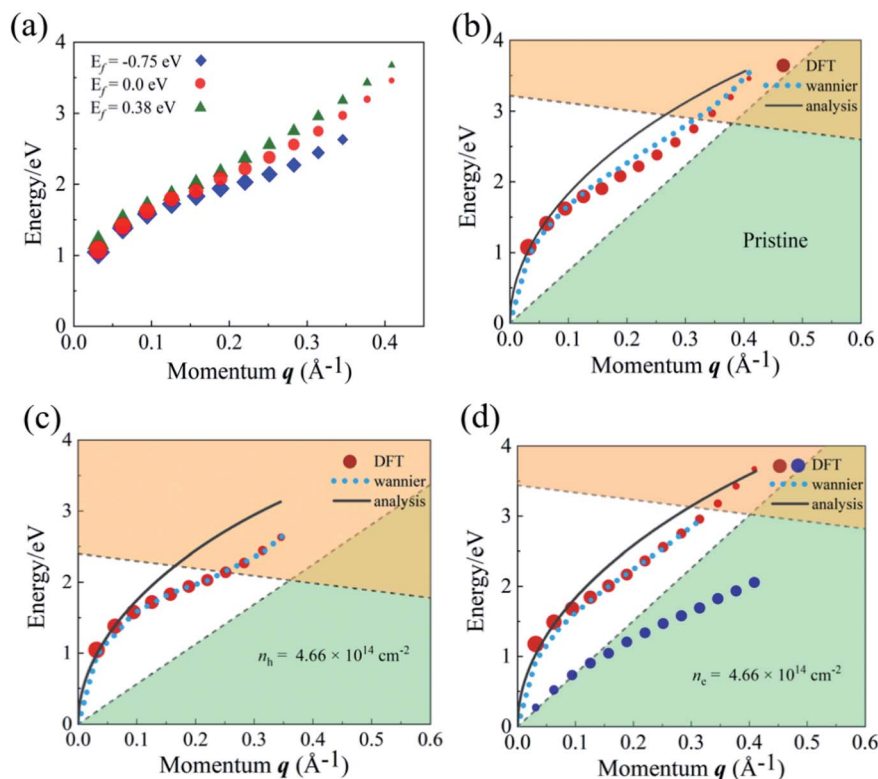 (a)
E_f = -0.75 eV
E_f = 0.0 eV
E_f = 0.38 eV
Energy/eV
4
3
2
1
0
0.0 0.1 0.2 0.3 0.4
Momentum q (Å⁻¹)
(b)
DFT
wannier
analysis
Pristine
Energy/eV
4
3
2
1
0
0.0 0.1 0.2 0.3 0.4 0.5 0.6
Momentum q (Å⁻¹)
(c)
DFT
wannier
analysis
n_h = 4.66 × 10¹⁴ cm⁻²
Energy/eV
4
3
2
1
0
0.0 0.1 0.2 0.3 0.4 0.5 0.6
Momentum q (Å⁻¹)
(d)
DFT
wannier
analysis
n_e = 4.66 × 10¹⁴ cm⁻²
Energy/eV
4
3
2
1
0
0.0 0.1 0.2 0.3 0.4 0.5 0.6
Momentum q (Å⁻¹)